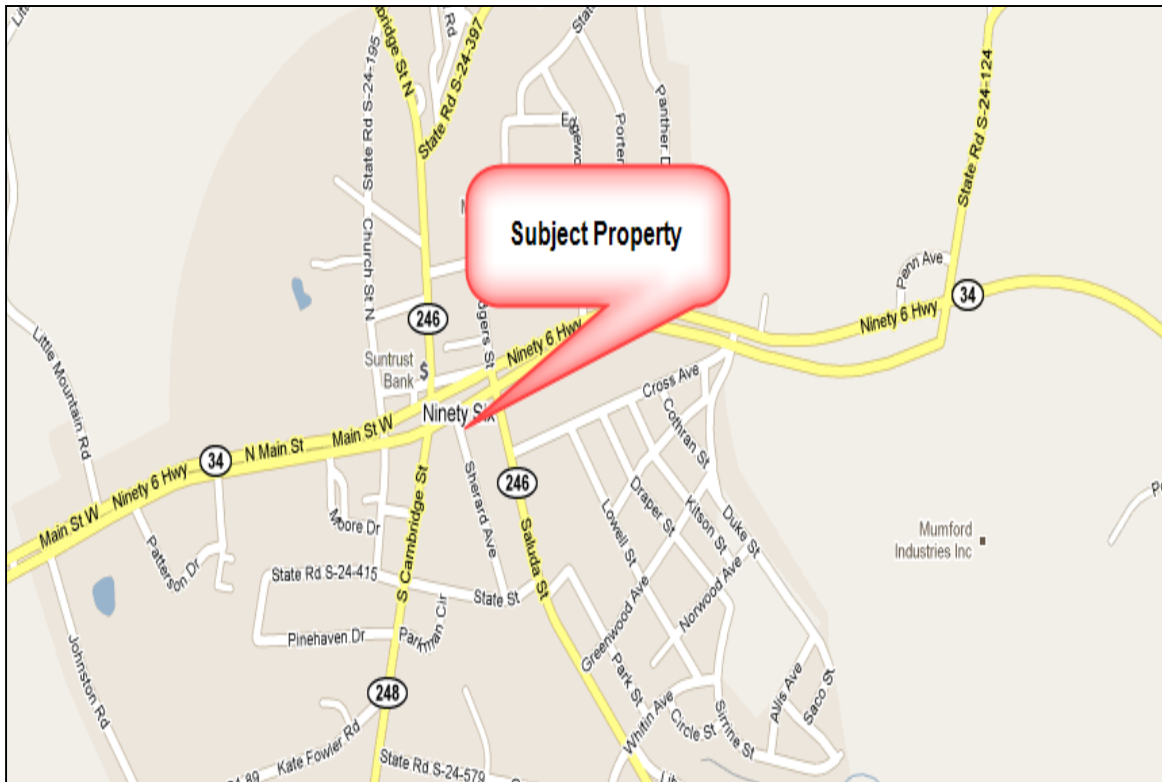 State Rd S-24-195
State Rd S-24-397
State Rd S-24-124
Panther D
Porter
Edgewo
Church St N
Subject Property
Penn Ave
34
Ninety 6 Hwy
246
Ninety 6 Hwy
Suntrust
Bank
$
Little Mountain Rd
Cross Ave
Ninety Six
Main St W
N Main St
34
Ninety 6 Hwy
Main St W
Cothran St
246
Sherard Ave
S Cambridge St
Moore Dr
Patterson Dr
Lowell St
Draper St
Kitson St
Duke St
Saluda St
Mumford
Industries Inc
State Rd S-24-415
State St
Norwood Ave
Greenwood Ave
Pinehaven Dr
Parkman Cir
Johnston Rd
Park St
248
Allis Ave
Saco St
Whitin Ave
Circle St
Sirrine St
Kate Fowler Rd
State Rd S-24-579